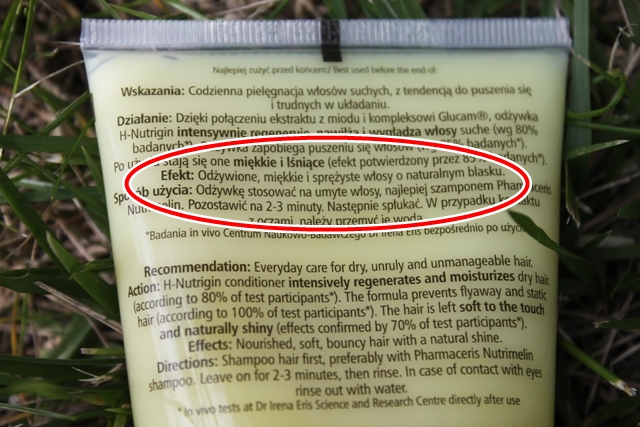 Najlepiej zużyć przed końcem:/ Best used before the end of:
Wskazania: Codzienna pielęgnacja włosów suchych, z tendencją do puszenia się
i trudnych w układaniu.
Działanie: Dzięki połączeniu ekstraktu z miodu i kompleksowi Glucam®, odżywka
H-Nutrigin intensywnie regeneruje, nawilża i wygładza włosy suche (wg 80%
badanych*). Odżywka zapobiega puszeniu się włosów
Po użyciu stają się one miękkie i lśniące (efekt potwierdzony przez 85% badanych*).
Efekt: Odżywione, miękkie i sprężyste włosy o naturalnym blasku.
Sposób użycia: Odżywkę stosować na umyte włosy, najlepiej szamponem Pharmaceris
Nutrimelin. Pozostawić na 2-3 minuty. Następnie spłukać. W przypadku kontaktu
z oczami, należy przemyć je wodą.
*Badania in vivo Centrum Naukowo-Badawczego Dr Irena Eris bezpośrednio po użyciu
Recommendation: Everyday care for dry, unruly and unmanageable hair.
Action: H-Nutrigin conditioner intensively regenerates and moisturizes dry hair
(according to 80% of test participants*). The formula prevents flyaway and static
hair (according to 100% of test participants*). The hair is left soft to the touch
and naturally shiny (effects confirmed by 70% of test participants*).
Effects: Nourished, soft, bouncy hair with a natural shine.
Directions: Shampoo hair first, preferably with Pharmaceris Nutrimelin
shampoo. Leave on for 2-3 minutes, then rinse. In case of contact with eyes
rinse out with water.
* In vivo tests at Dr Irena Eris Science and Research Centre directly after use